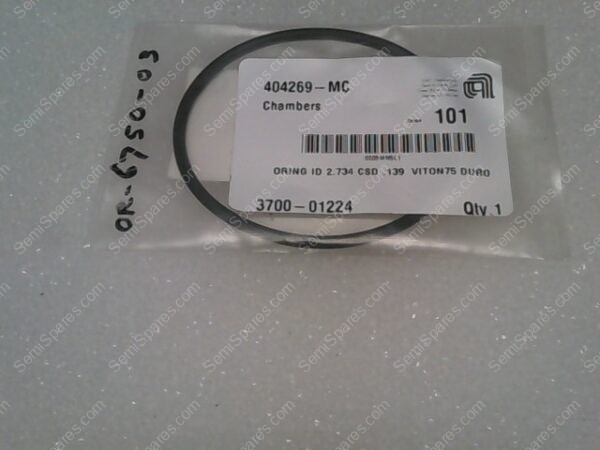 OR-6750-03
404269-MC
Chambers
Order# 101
ORING ID 2.734 CSD .139 VITON75 DURO
3700-01224
Qty 1
SemiSpares.com